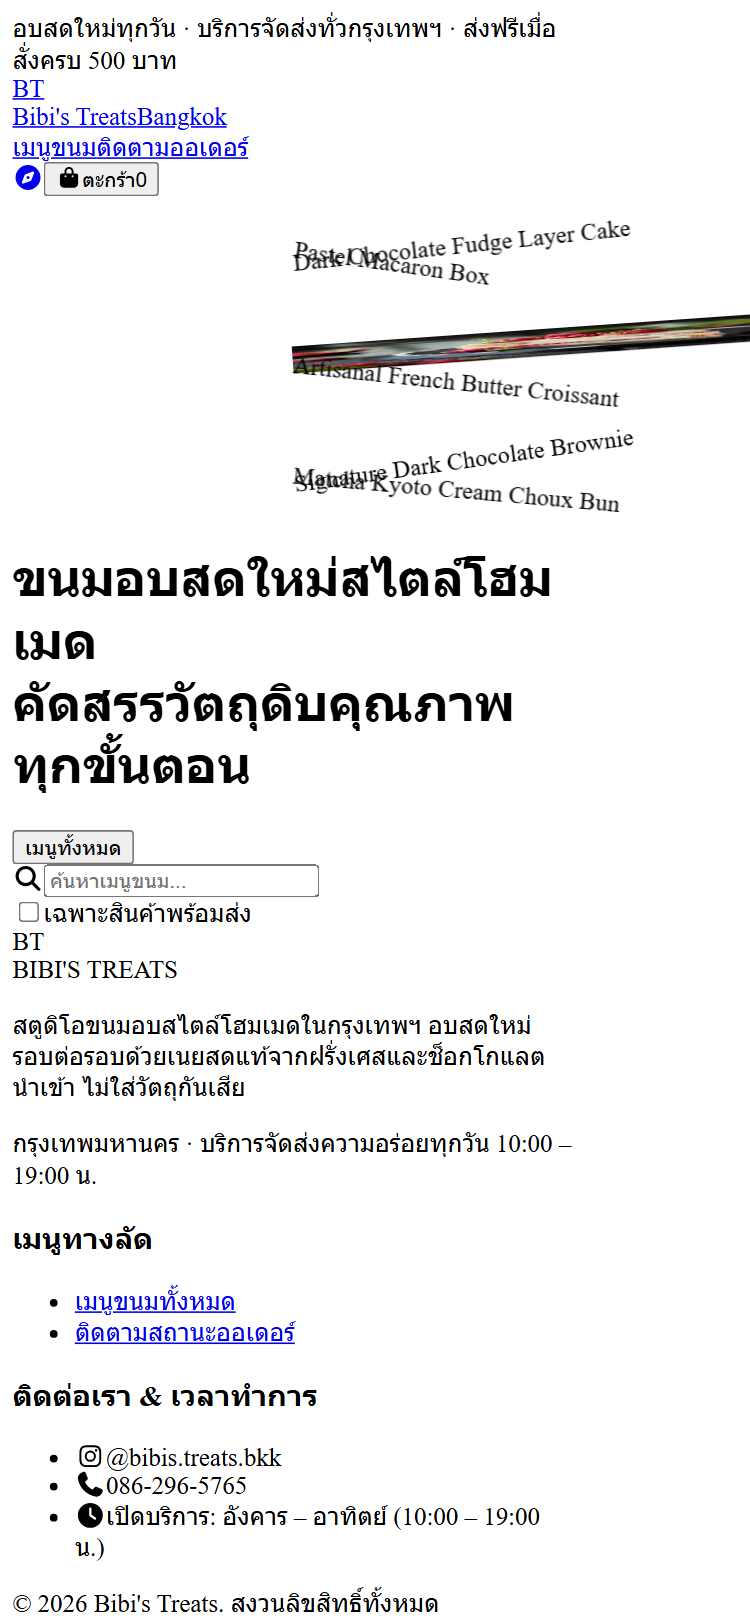 อบสดใหม่ทุกวัน · บริการจัดส่งทั่วกรุงเทพฯ · ส่งฟรีเมื่อ
สั่งครบ 500 บาท
BT
Bibi's TreatsBangkok
เมนูขนมติดตามออเดอร์
ตะกร้า0
Dark Chocolate Fudge Layer Cake
Pastel Macaron Box
Artisanal French Butter Croissant
Signature Dark Chocolate Brownie
Matcha Kyoto Cream Choux Bun
ขนมอบสดใหม่สไตล์โฮม
เมด
คัดสรรวัตถุดิบคุณภาพ
ทุกขั้นตอน
เมนูทั้งหมด
ค้นหาเมนูขนม...
เฉพาะสินค้าพร้อมส่ง
BT
BIBI'S TREATS
สตูดิโอขนมอบสไตล์โฮมเมดในกรุงเทพฯ อบสดใหม่
รอบต่อรอบด้วยเนยสดแท้จากฝรั่งเศสและช็อกโกแลต
นำเข้า ไม่ใส่วัตถุกันเสีย
กรุงเทพมหานคร · บริการจัดส่งความอร่อยทุกวัน 10:00 –
19:00 น.
เมนูทางลัด
เมนูขนมทั้งหมด
ติดตามสถานะออเดอร์
ติดต่อเรา & เวลาทำการ
@bibis.treats.bkk
086-296-5765
เปิดบริการ: อังคาร – อาทิตย์ (10:00 – 19:00
น.)
© 2026 Bibi's Treats. สงวนลิขสิทธิ์ทั้งหมด